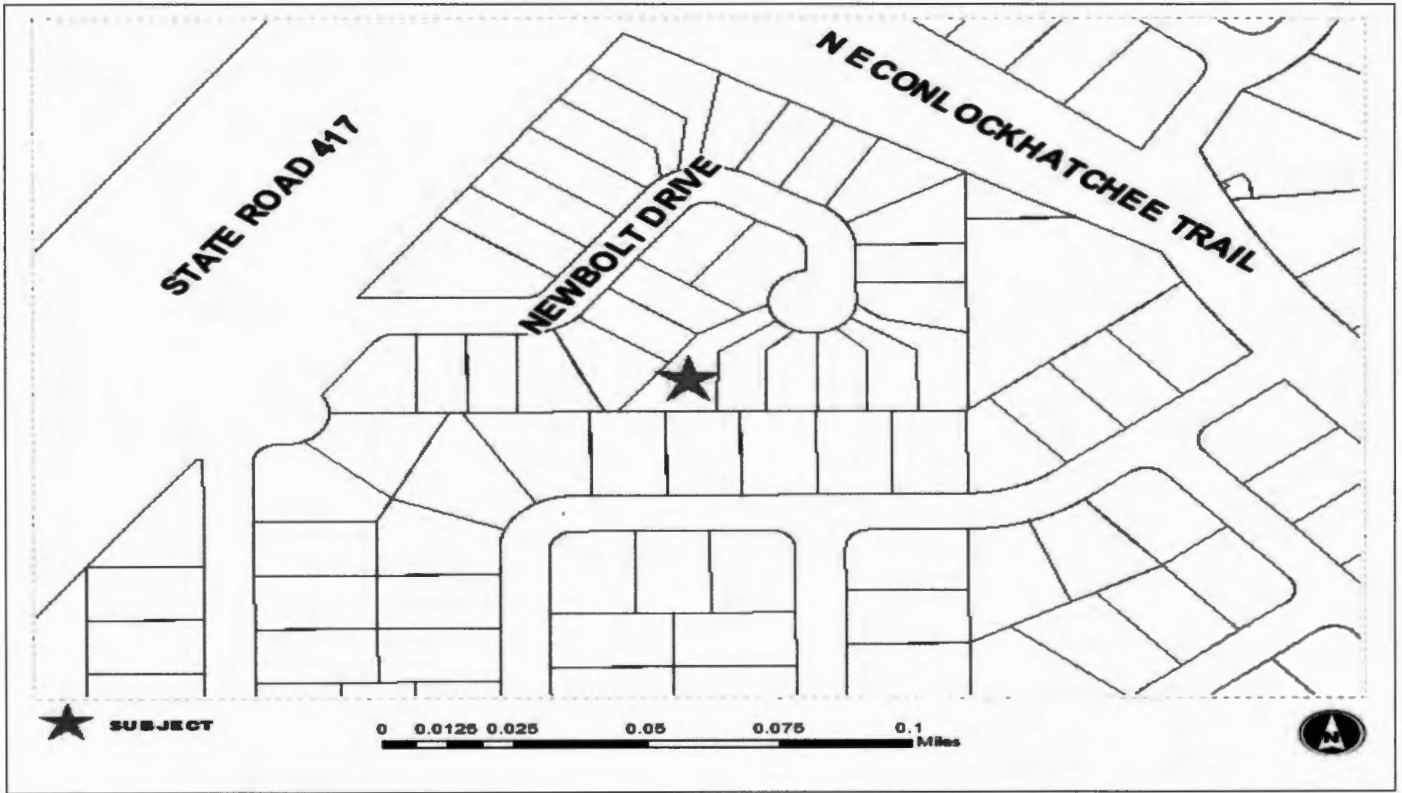 N ECONLOCKHATCHEE TRAIL
STATE ROAD 417
NEWBOLT DRIVE
SUBJECT
0 0.0125 0.025 0.05 0.075 0.1
Miles
N